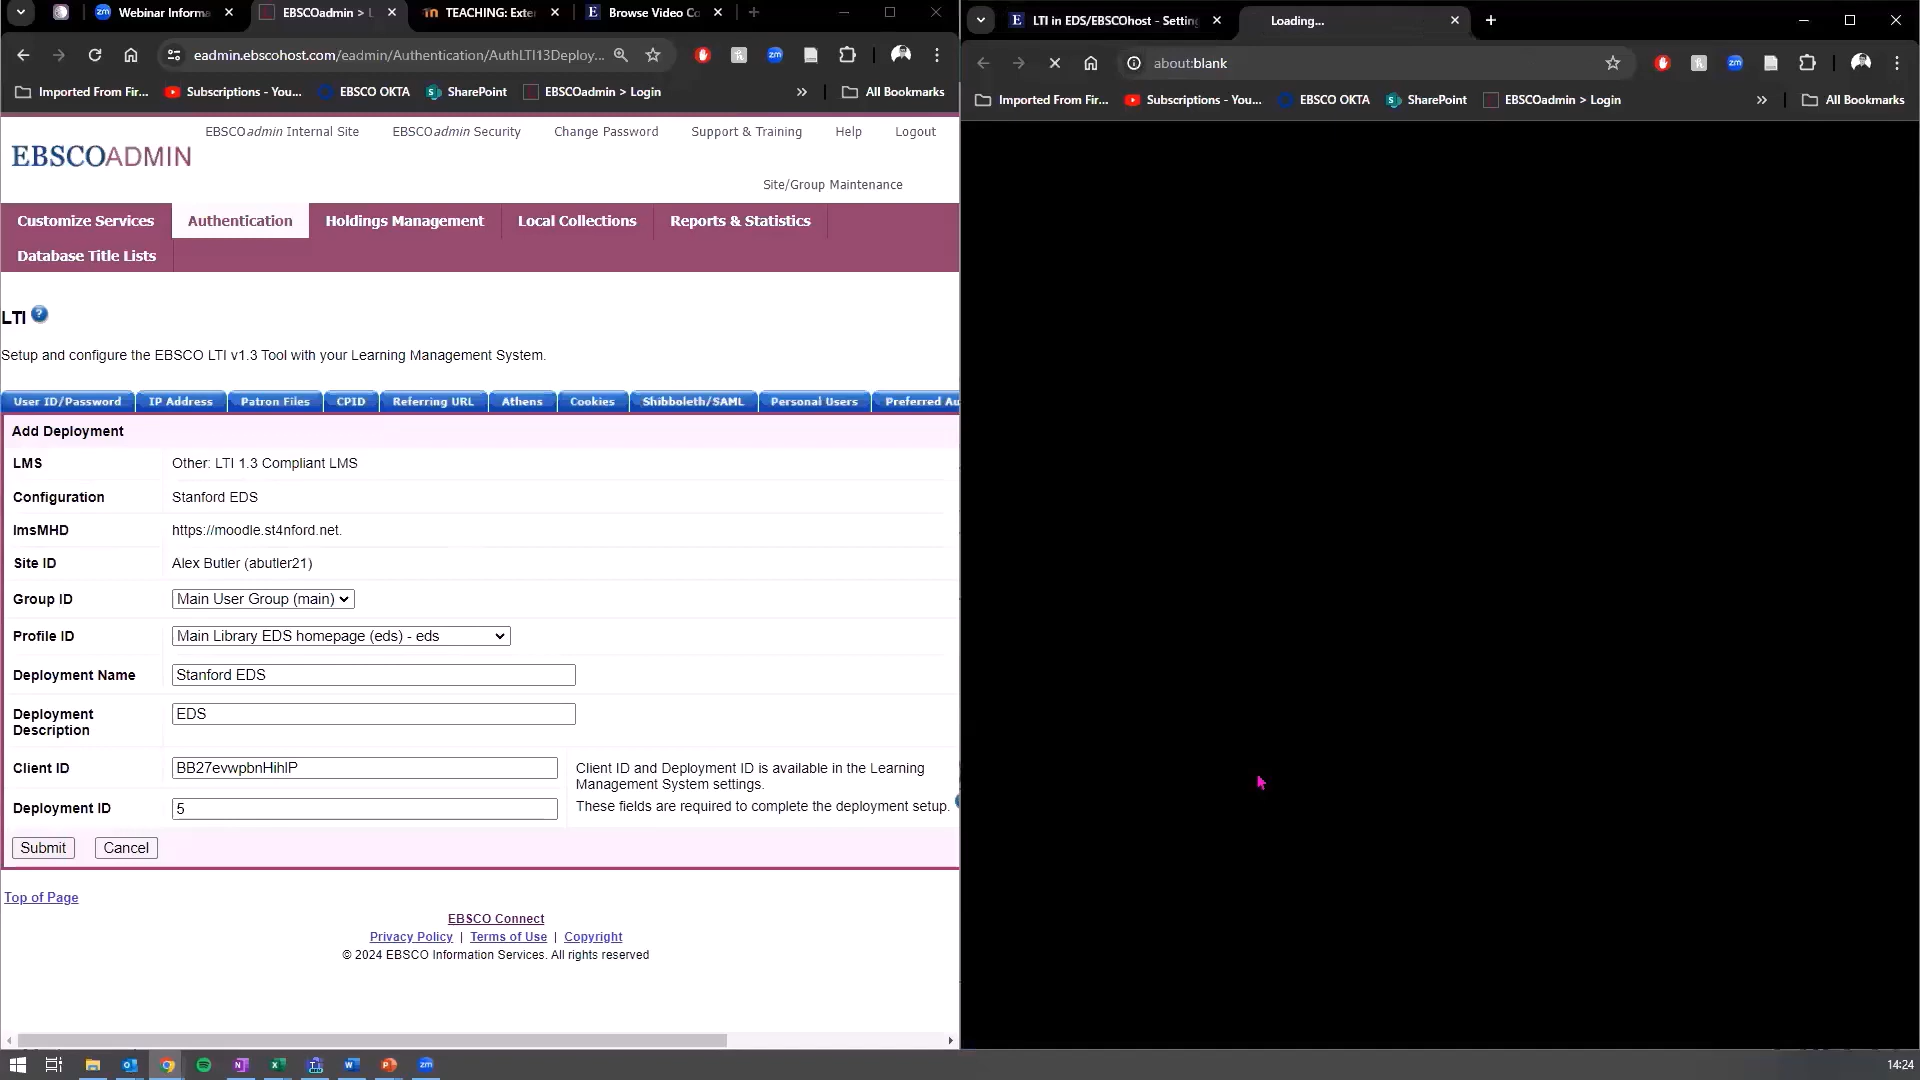 Webinar Informa
EBSCOadmin > L
TEACHING: Exte
Browse Video Co
eadmin.ebscohost.com/eadmin/Authentication/AuthLTI13Deploy...
Imported From Fir...
Subscriptions - You...
EBSCO OKTA
SharePoint
EBSCOadmin > Login
»
All Bookmarks
EBSCOadmin Internal Site
EBSCOadmin Security
Change Password
Support & Training
Help
Logout
EBSCOADMIN
Site/Group Maintenance
Customize Services
Authentication
Holdings Management
Local Collections
Reports & Statistics
Database Title Lists
LTI ?
Setup and configure the EBSCO LTI v1.3 Tool with your Learning Management System.
User ID/Password
IP Address
Patron Files
CPID
Referring URL
Athens
Cookies
Shibboleth/SAML
Personal Users
Preferred Au
Add Deployment
LMS Other: LTI 1.3 Compliant LMS
Configuration Stanford EDS
lmsMHD https://moodle.st4nford.net.
Site ID Alex Butler (abutler21)
Group ID Main User Group (main)
Profile ID Main Library EDS homepage (eds) - eds
Deployment Name Stanford EDS
Deployment
Description
EDS
Client ID BB27evwpbnHihlP
Client ID and Deployment ID is available in the Learning
Management System settings.
Deployment ID 5
These fields are required to complete the deployment setup.
Submit
Cancel
Top of Page
EBSCO Connect
Privacy Policy | Terms of Use | Copyright
© 2024 EBSCO Information Services. All rights reserved
LTI in EDS/EBSCOhost - Setting
Loading...
about:blank
Imported From Fir...
Subscriptions - You...
EBSCO OKTA
SharePoint
EBSCOadmin > Login
»
All Bookmarks
14:24